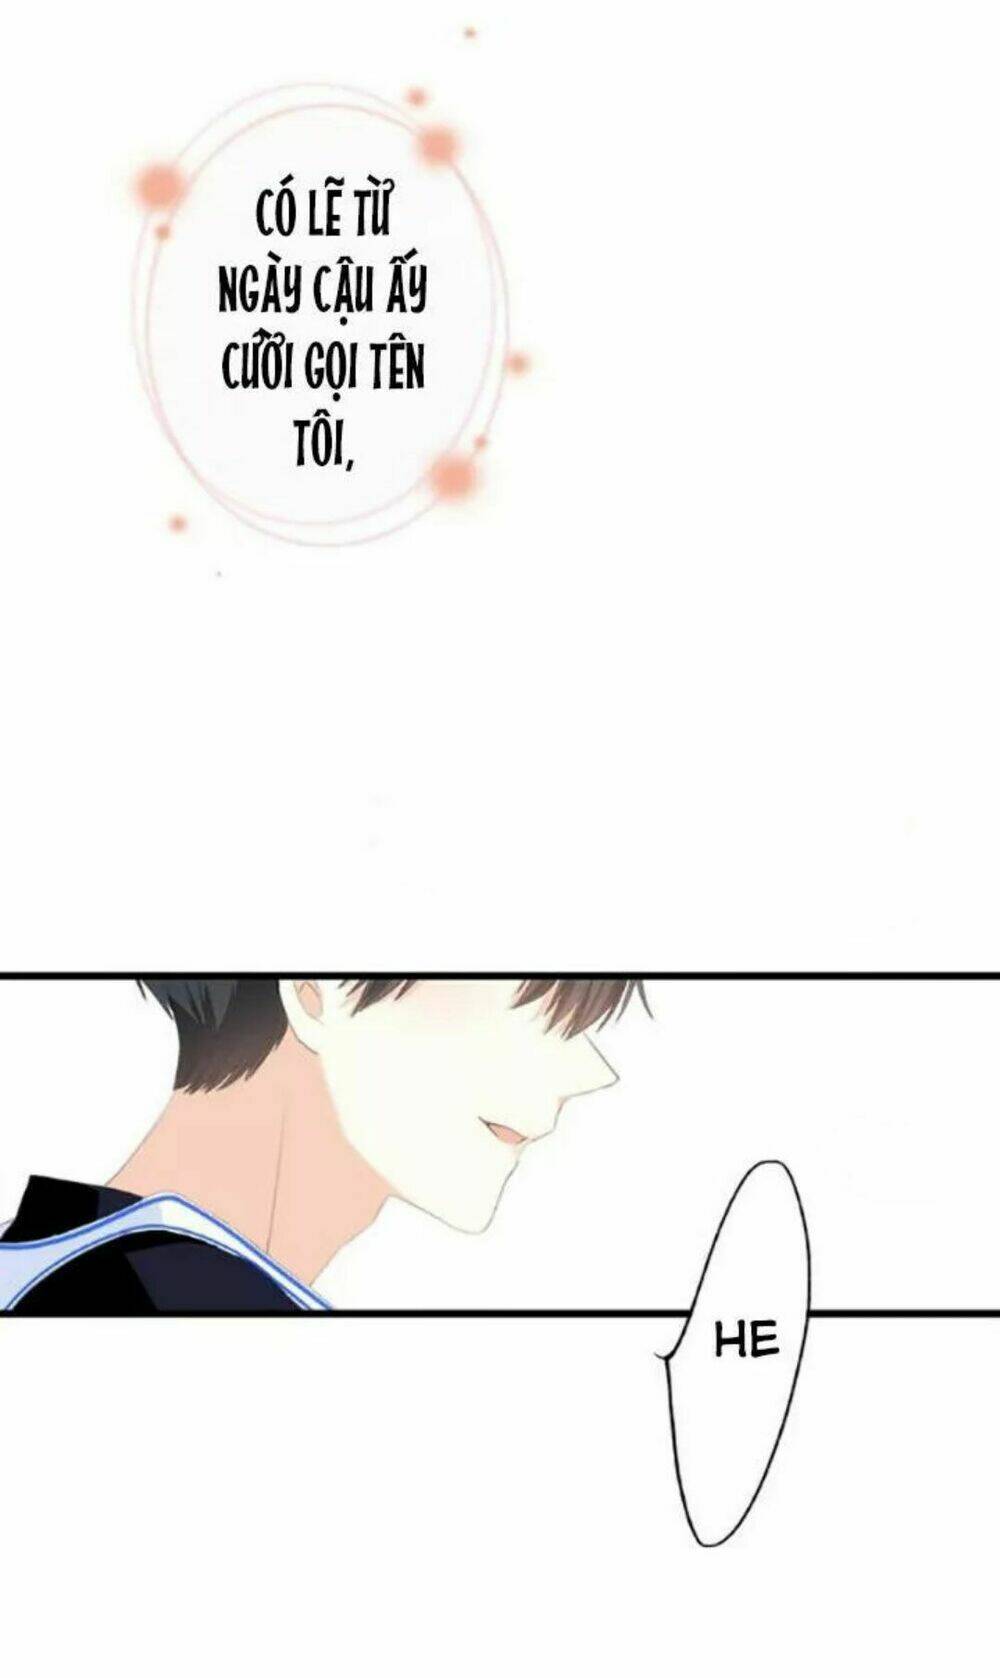 CÓ LẼ TỪ
NGÀY CẬU ẤY
CƯỜI GỌI TÊN
TÔI,
HE